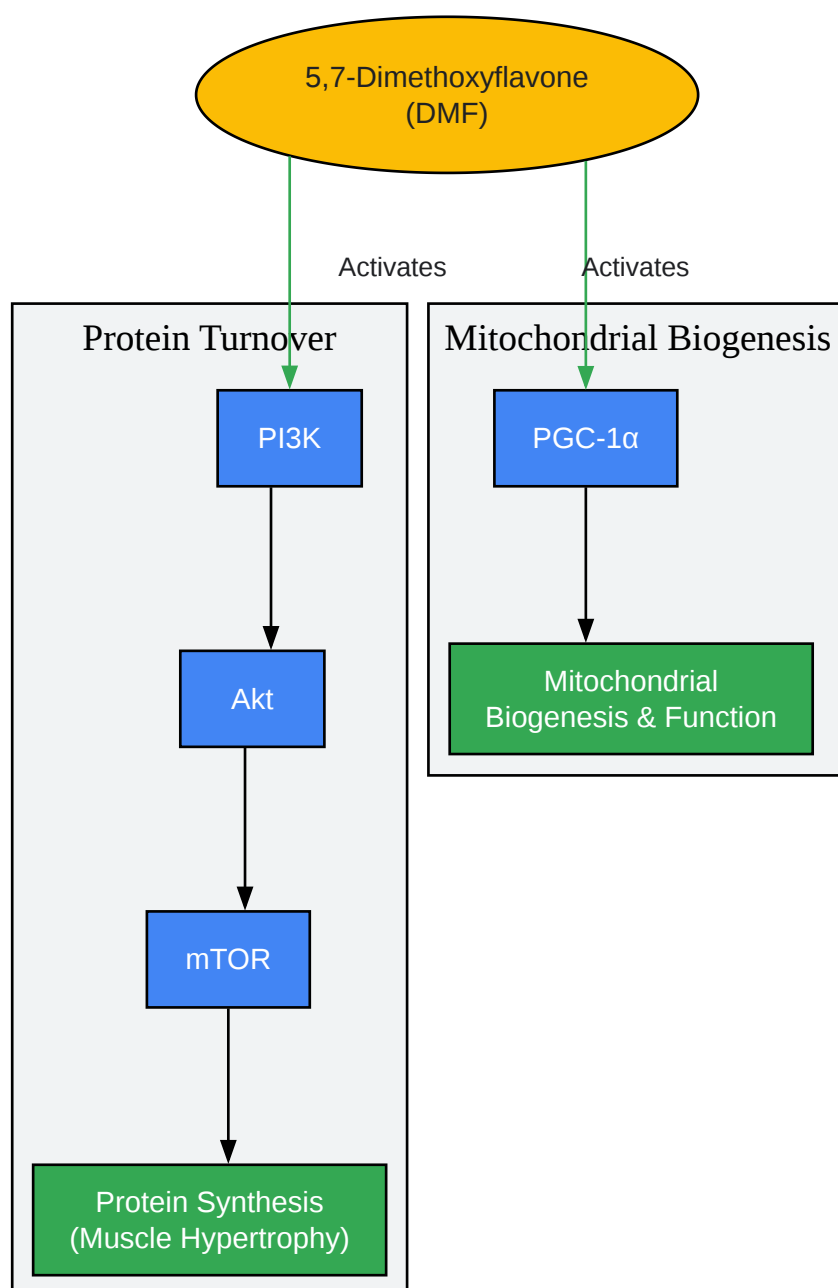 5,7-Dimethoxyflavone
(DMF)
Activates
Activates
Protein Turnover
Mitochondrial Biogenesis
PI3K
PGC-1α
Akt
Mitochondrial
Biogenesis & Function
mTOR
Protein Synthesis
(Muscle Hypertrophy)